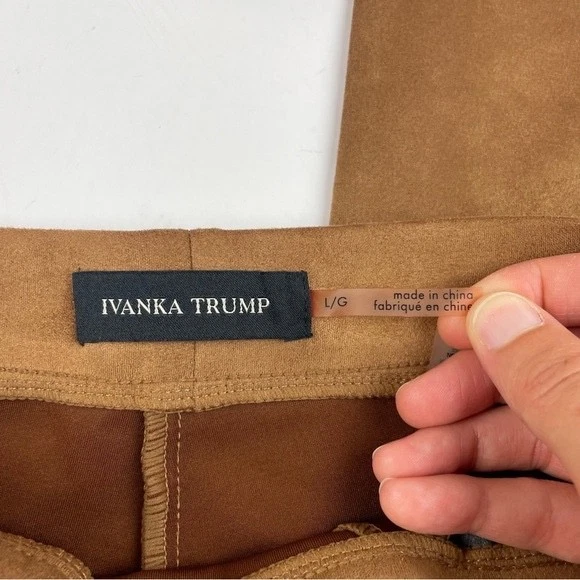 IVANKA TRUMP
L/G
made in china
fabriqué en chine